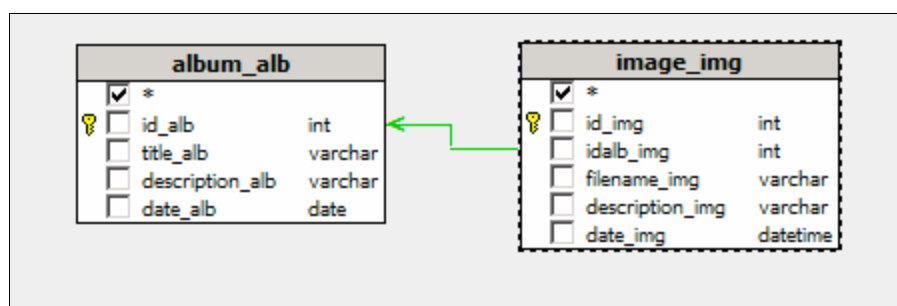 album_alb
*
id_alb int
title_alb varchar
description_alb varchar
date_alb date
image_img
*
id_img int
idalb_img int
filename_img varchar
description_img varchar
date_img datetime